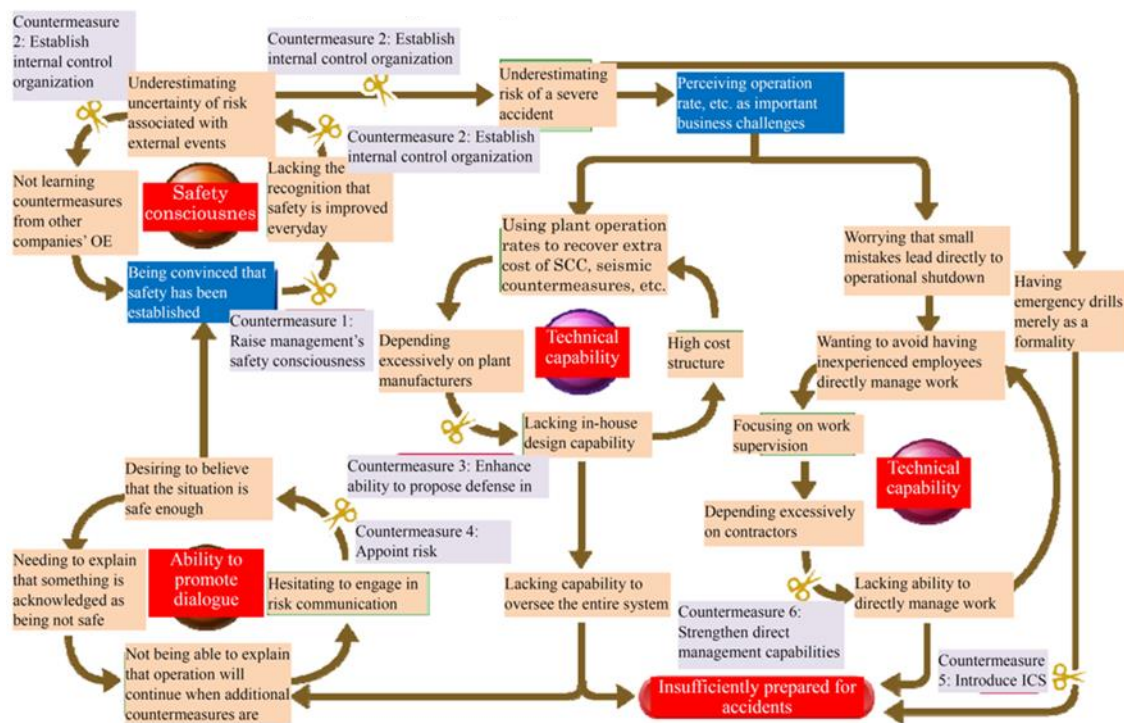 Countermeasure
2: Establish
internal control
organization
Countermeasure 2: Establish
internal control organization
Underestimating
uncertainty of risk
associated with
external events
Underestimating
risk of a severe
accident
Perceiving operation
rate, etc. as important
business challenges
Countermeasure 2: Establish
internal control organization
Not learning
countermeasures
from other
companies' OE
Safety
consciousnes
Lacking the
recognition that
safety is improved
everyday
Being convinced that
safety has been
established
Countermeasure 1:
Raise management's
safety consciousness
Using plant operation
rates to recover extra
cost of SCC, seismic
countermeasures, etc.
Worrying that small
mistakes lead directly to
operational shutdown
Having
emergency drills
merely as a
formality
Depending
excessively on plant
manufacturers
Technical
capability
High cost
structure
Wanting to avoid having
inexperienced employees
directly manage work
Lacking in-house
design capability
Focusing on work
supervision
Technical
capability
Countermeasure 3: Enhance
ability to propose defense in
Desiring to believe
that the situation is
safe enough
Countermeasure 4:
Appoint risk
Depending excessively
on contractors
Needing to explain
that something is
acknowledged as
being not safe
Ability to
promote
dialogue
Hesitating to engage in
risk communication
Lacking capability to
oversee the entire system
Lacking ability to
directly manage work
Countermeasure 6:
Strengthen direct
management capabilities
Not being able to explain
that operation will
continue when additional
countermeasures are
Insufficiently prepared for
accidents
Countermeasure
5: Introduce ICS